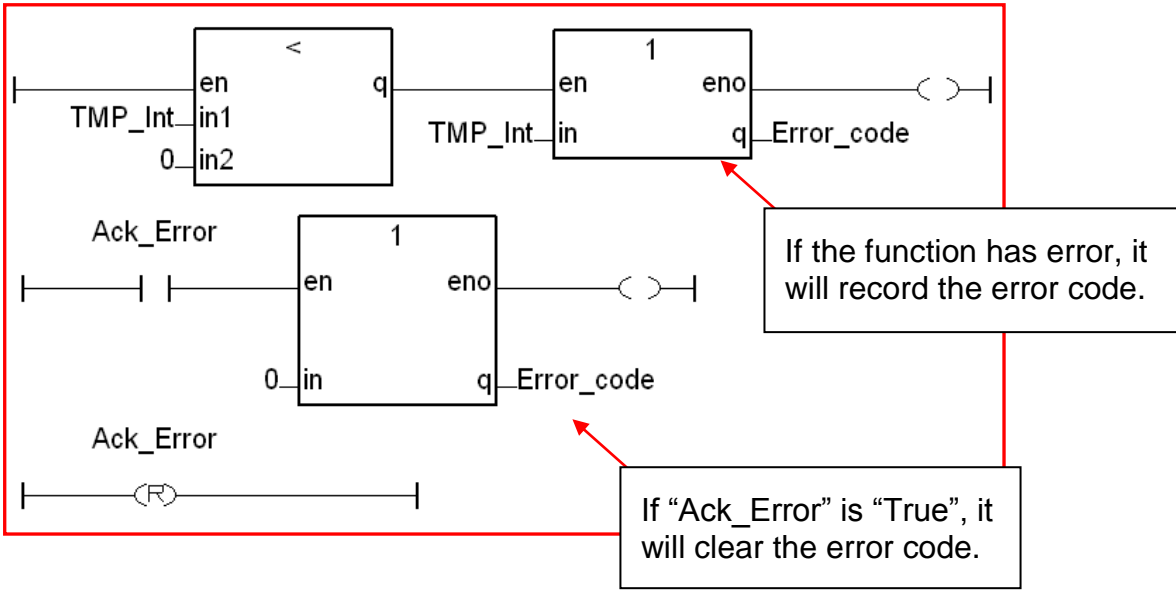 < 1
en q en eno
TMP_Int in1 TMP_Int in q Error_code
0 in2
If the function has error, it
will record the error code.
Ack_Error 1
en eno
0 in q Error_code
Ack_Error
R
If “Ack_Error” is “True”, it
will clear the error code.